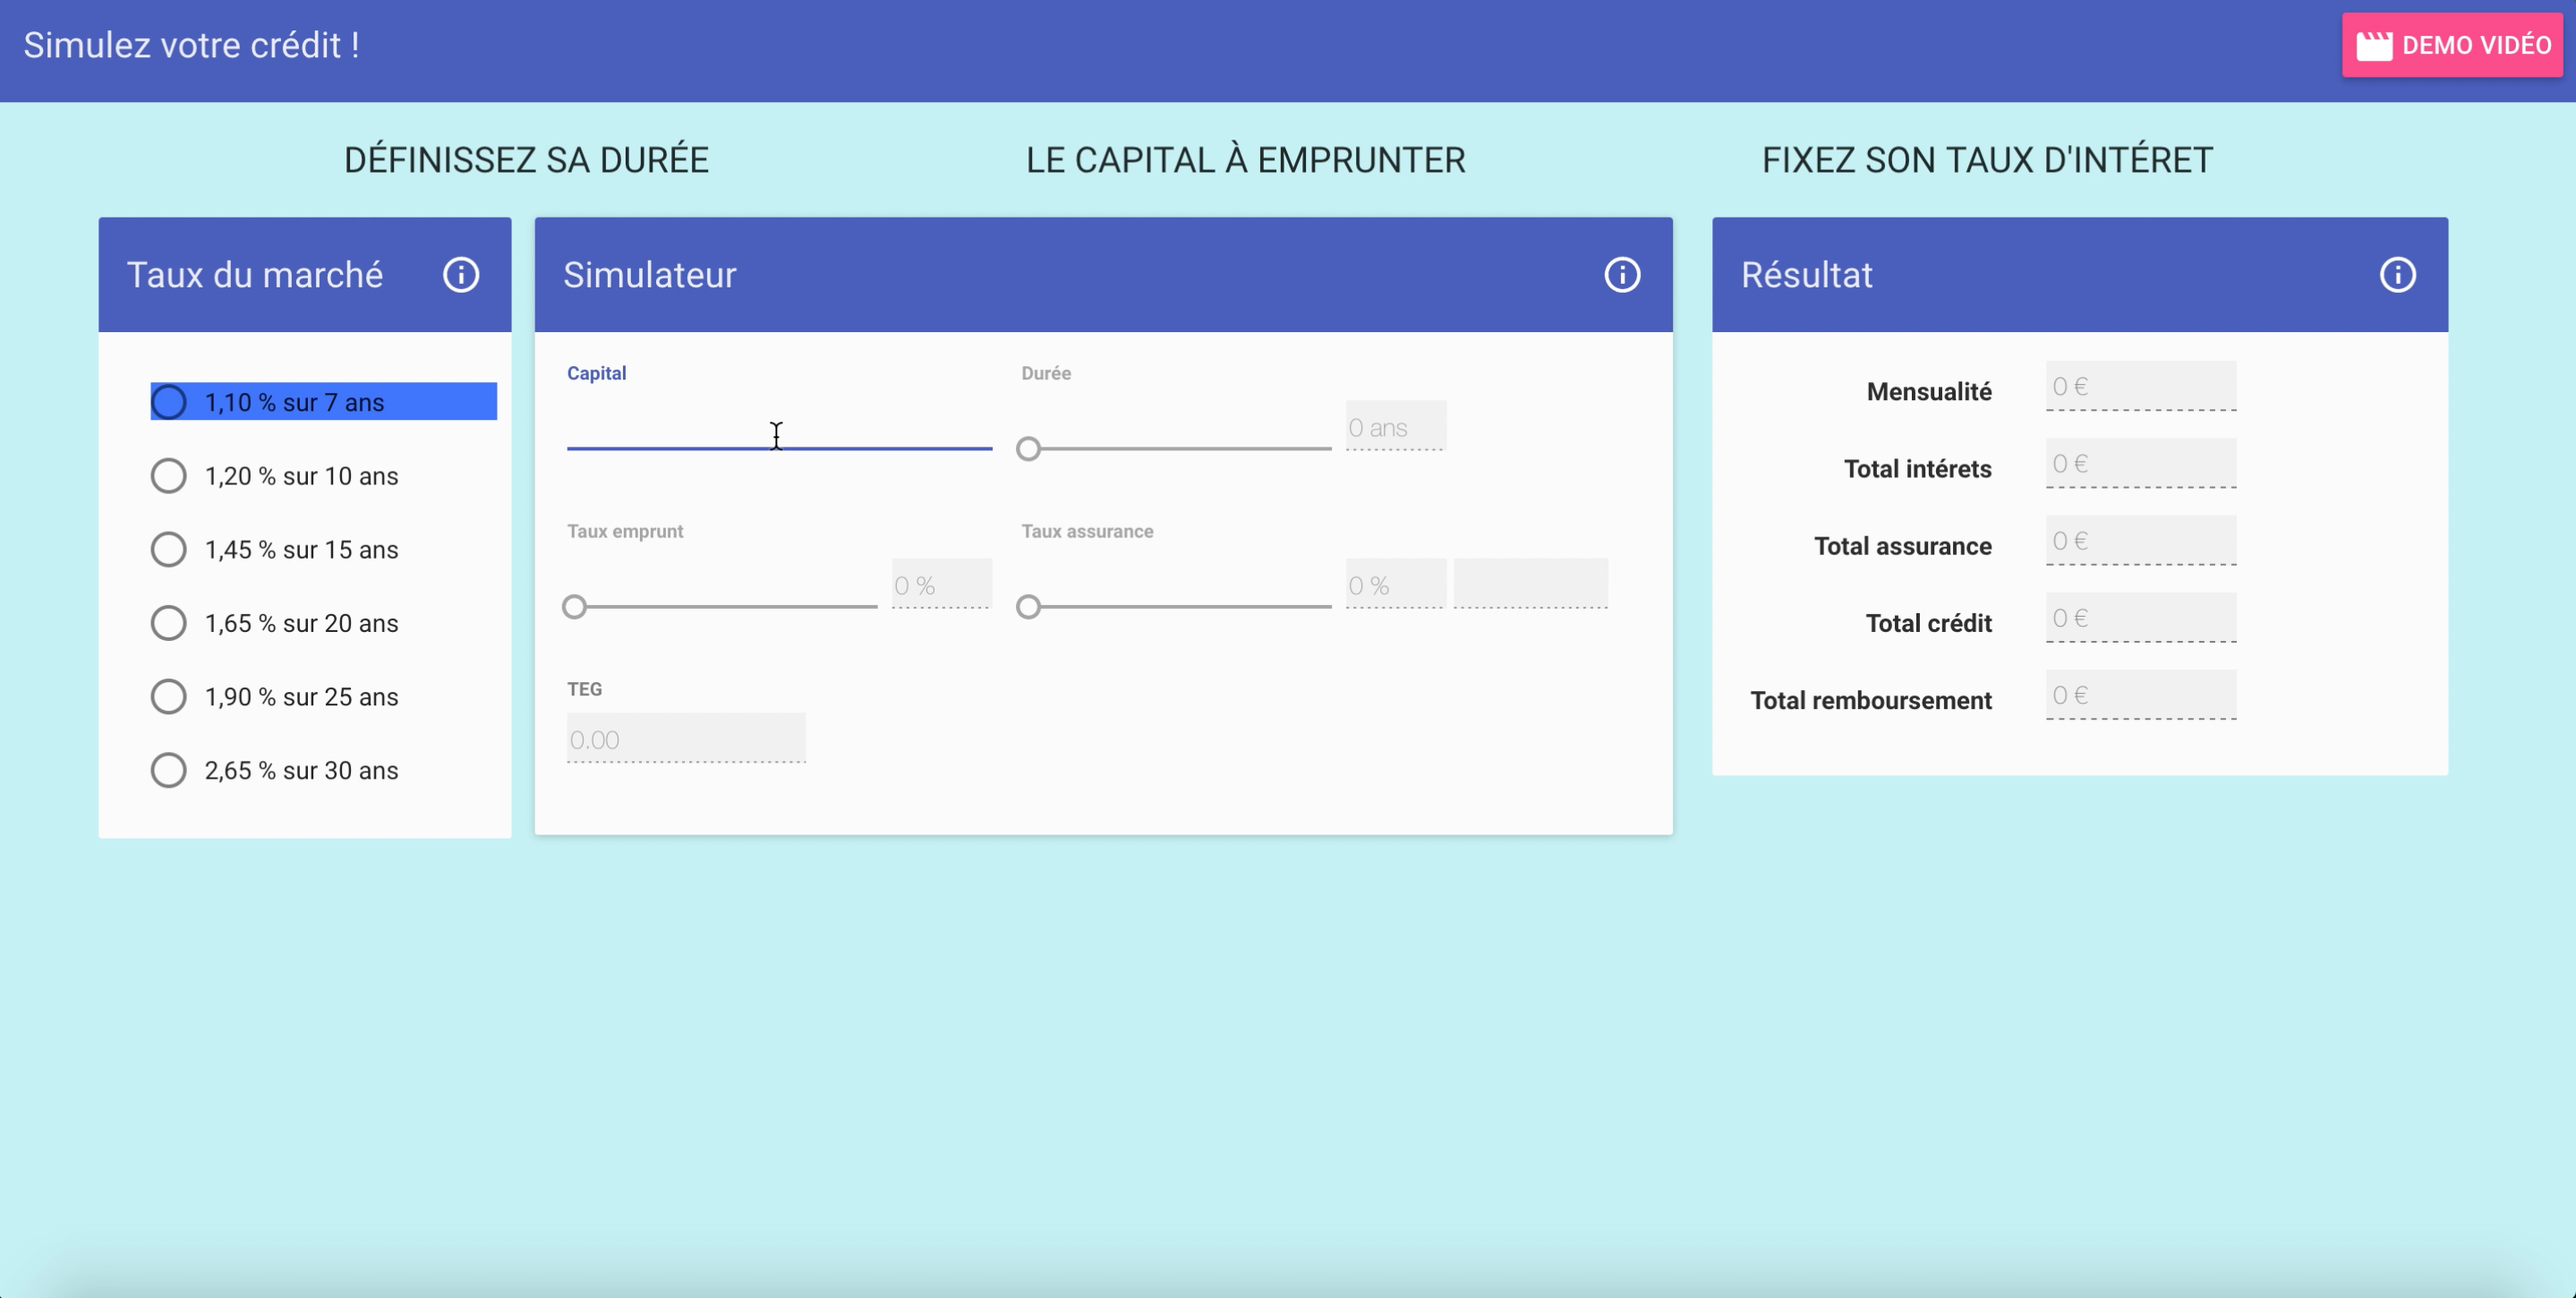 Simulez votre crédit !
DEMO VIDÉO
DÉFINISSEZ SA DURÉE
LE CAPITAL À EMPRUNTER
FIXEZ SON TAUX D'INTÉRET
Taux du marché
1,10 % sur 7 ans
1,20 % sur 10 ans
1,45 % sur 15 ans
1,65 % sur 20 ans
1,90 % sur 25 ans
2,65 % sur 30 ans
Simulateur
Capital
Durée
0 ans
Taux emprunt
0 %
Taux assurance
0 %
TEG
0.00
Résultat
Mensualité 0 €
Total intérets 0 €
Total assurance 0 €
Total crédit 0 €
Total remboursement 0 €